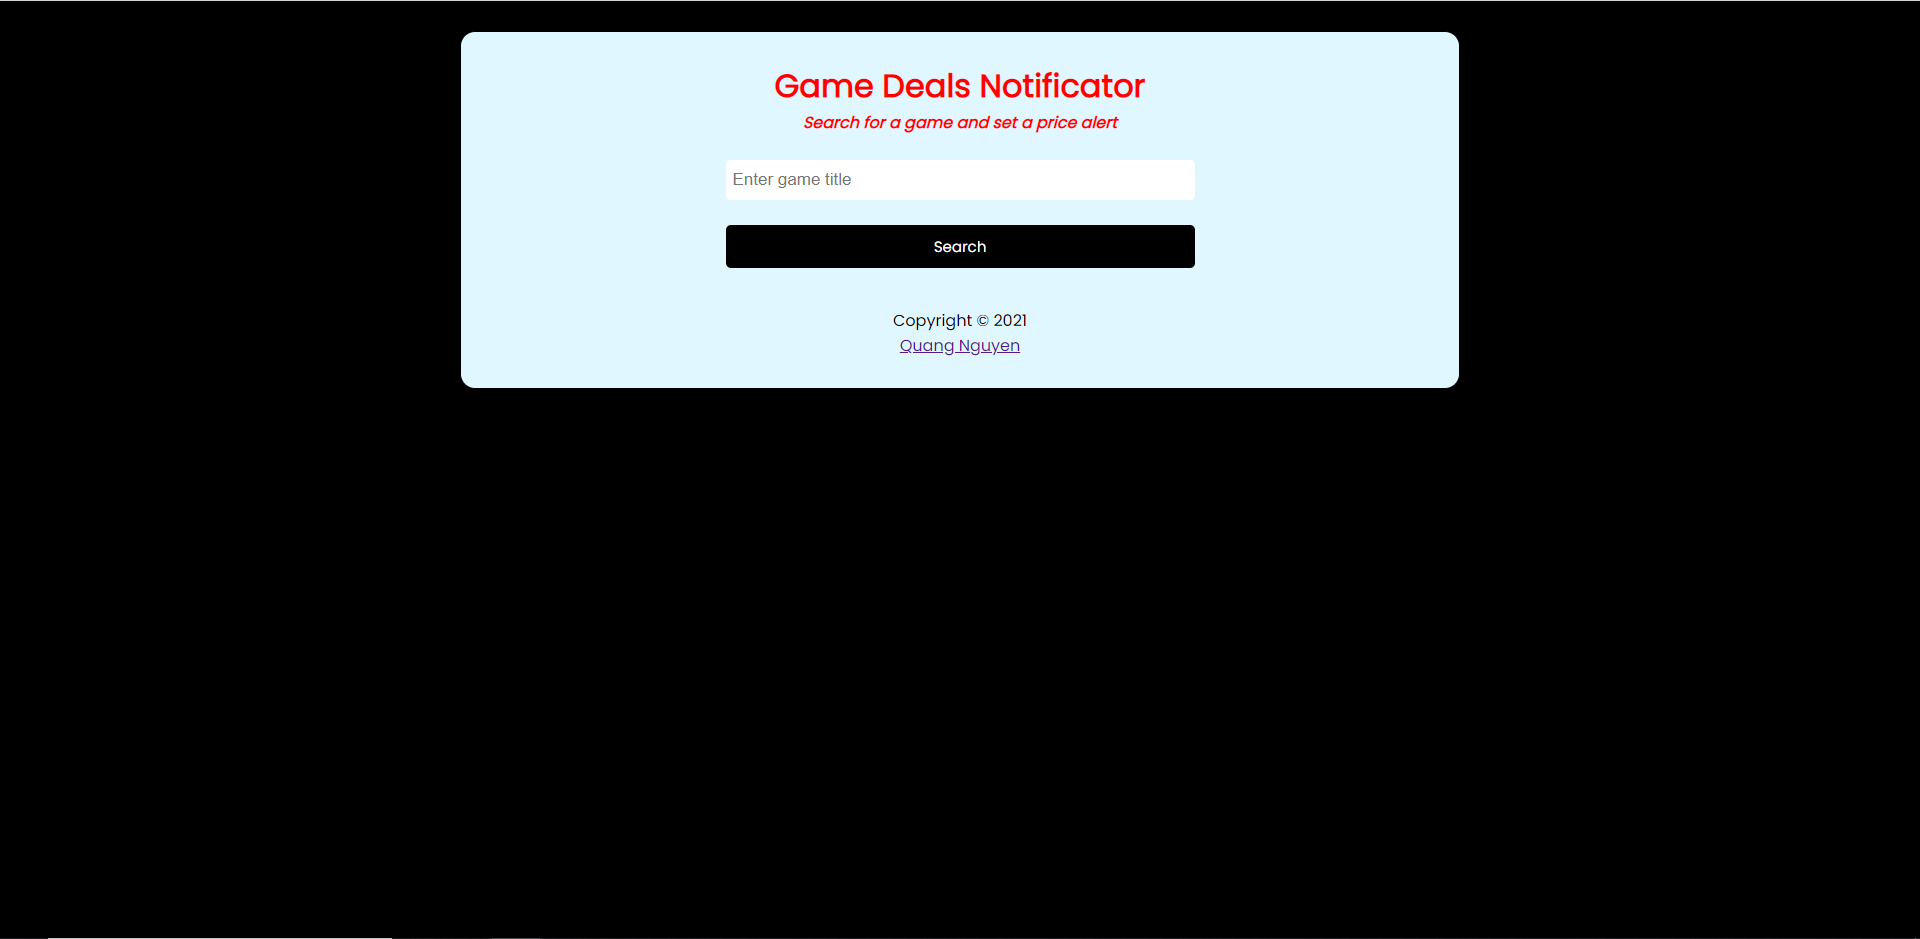 Game Deals Notificator
Search for a game and set a price alert
Enter game title
Search
Copyright © 2021
Quang Nguyen